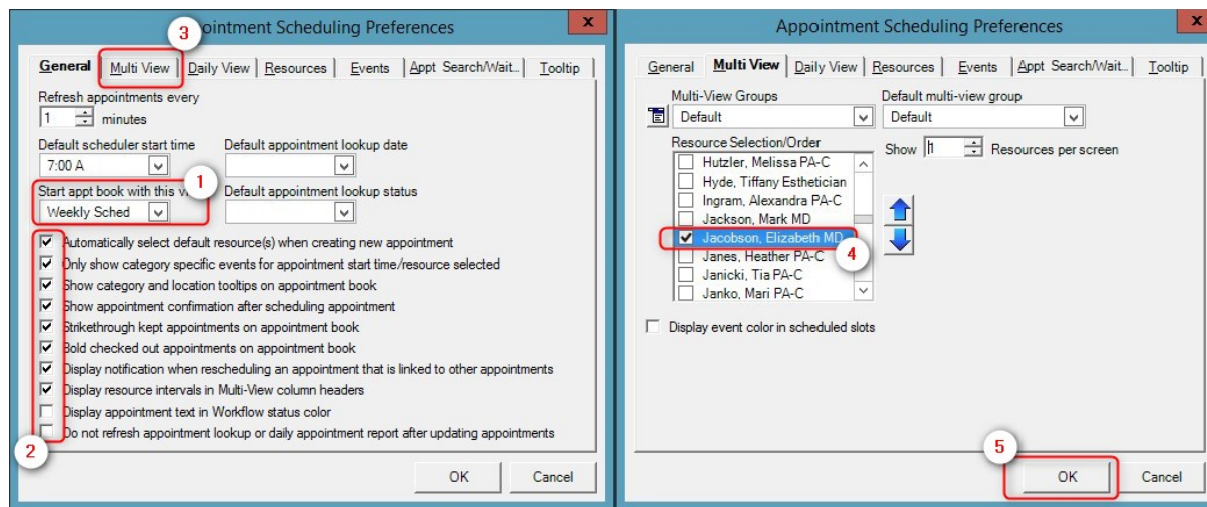 3
ointment Scheduling Preferences
x
General
Multi View
Daily View
Resources
Events
Appt Search/Wait...
Tooltip
Refresh appointments every
1 minutes
Default scheduler start time
Default appointment lookup date
7:00 A
Start appt book with this v
1
Default appointment lookup status
Weekly Sched
Automatically select default resource(s) when creating new appointment
Only show category specific events for appointment start time/resource selected
Show category and location tooltips on appointment book
Show appointment confirmation after scheduling appointment
Strikethrough kept appointments on appointment book
Bold checked out appointments on appointment book
Display notification when rescheduling an appointment that is linked to other appointments
Display resource intervals in Multi-View column headers
Display appointment text in Workflow status color
Do not refresh appointment lookup or daily appointment report after updating appointments
2
OK
Cancel
Appointment Scheduling Preferences
x
General
Multi View
Daily View
Resources
Events
Appt Search/Wait...
Tooltip
Multi-View Groups
Default multi-view group
Default
Default
Resource Selection/Order
Show 1 Resources per screen
Hutzler, Melissa PA-C
Hyde, Tiffany Esthetician
Ingram, Alexandra PA-C
Jackson, Mark MD
Jacobson, Elizabeth MD
4
Janes, Heather PA-C
Janicki, Tia PA-C
Janko, Mari PA-C
Display event color in scheduled slots
5
OK
Cancel